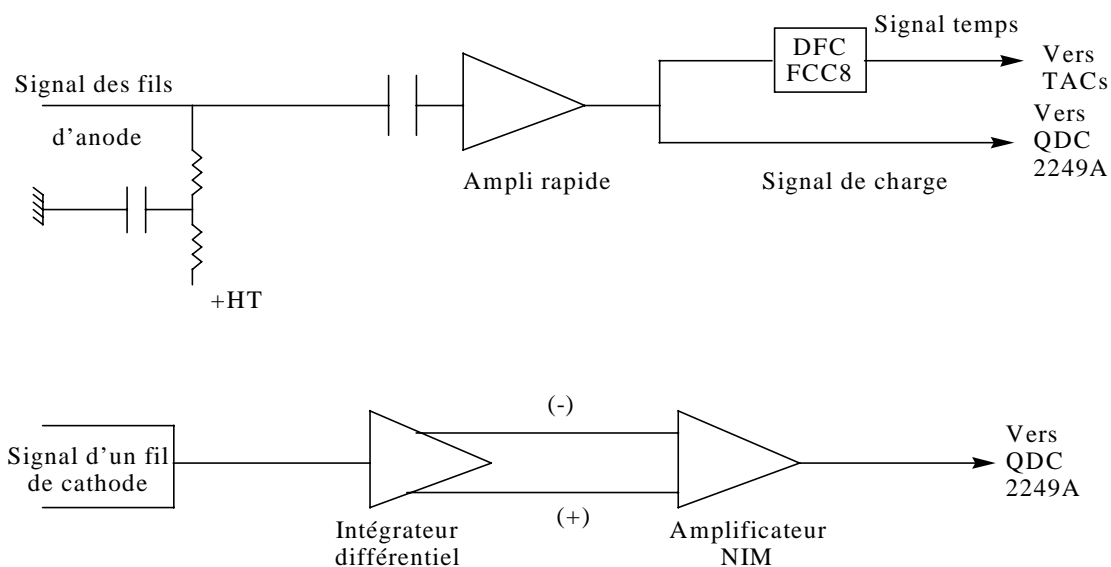 Signal temps
DFC
FCC8
Vers
TACs
Signal des fils
d'anode
Vers
QDC
2249A
Ampli rapide
Signal de charge
+HT
(-)
Signal d'un fil
de cathode
Vers
QDC
2249A
(+)
Intégrateur
différentiel
Amplificateur
NIM